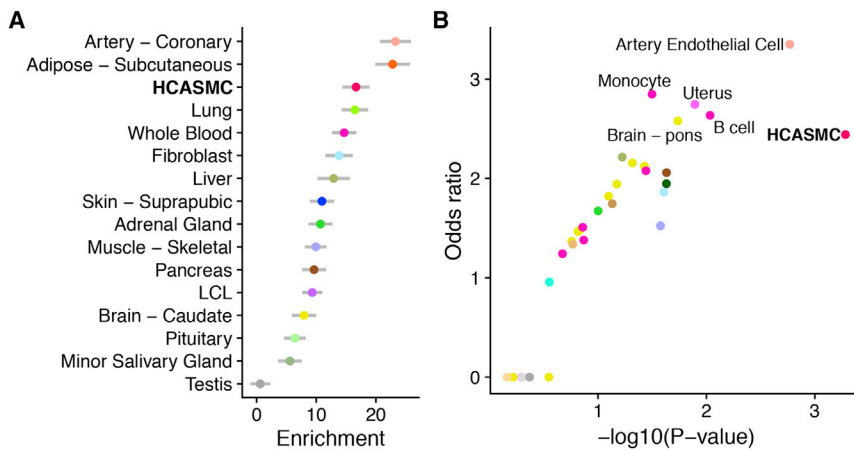 A
Artery – Coronary
Adipose – Subcutaneous
HCASMC
Lung
Whole Blood
Fibroblast
Liver
Skin – Suprapubic
Adrenal Gland
Muscle – Skeletal
Pancreas
LCL
Brain – Caudate
Pituitary
Minor Salivary Gland
Testis
0 10 20
Enrichment
B
Odds ratio
3
2
1
0
Artery Endothelial Cell
Monocyte
Uterus
B cell
Brain – pons
HCASMC
1 2 3
−log10(P−value)